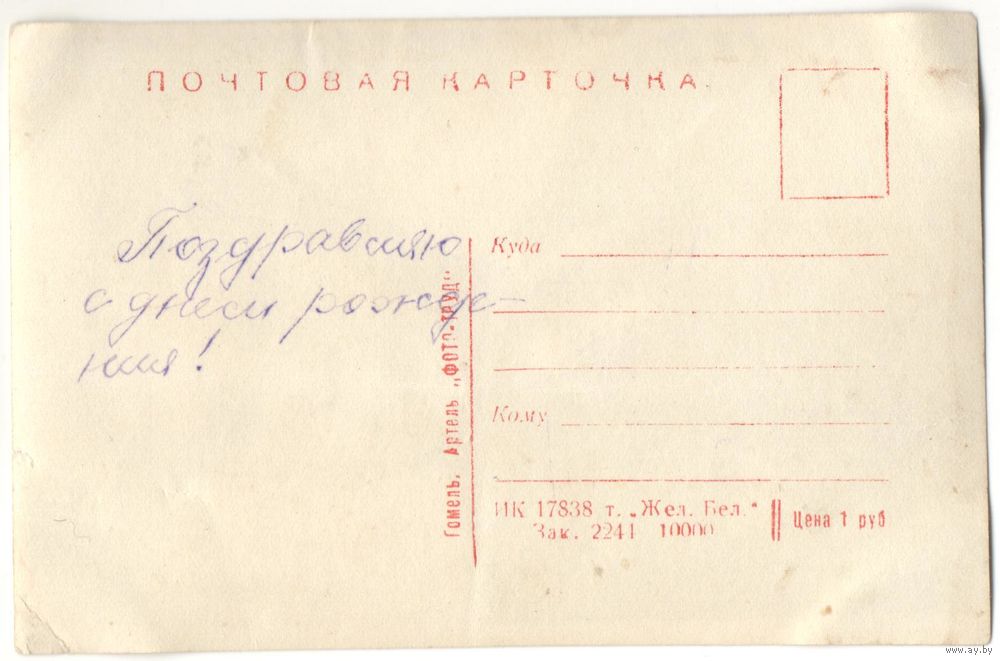 ПОЧТОВАЯ КАРТОЧКА
Поздравляю
с днем рожде-
ния!
Гомель. Артель „ФОТО-ТРУД"
Куда
Кому
ИК 17838 т. „Жел. Бел."
Зак. 2244 10000
Цена 1 руб
www.ay.by